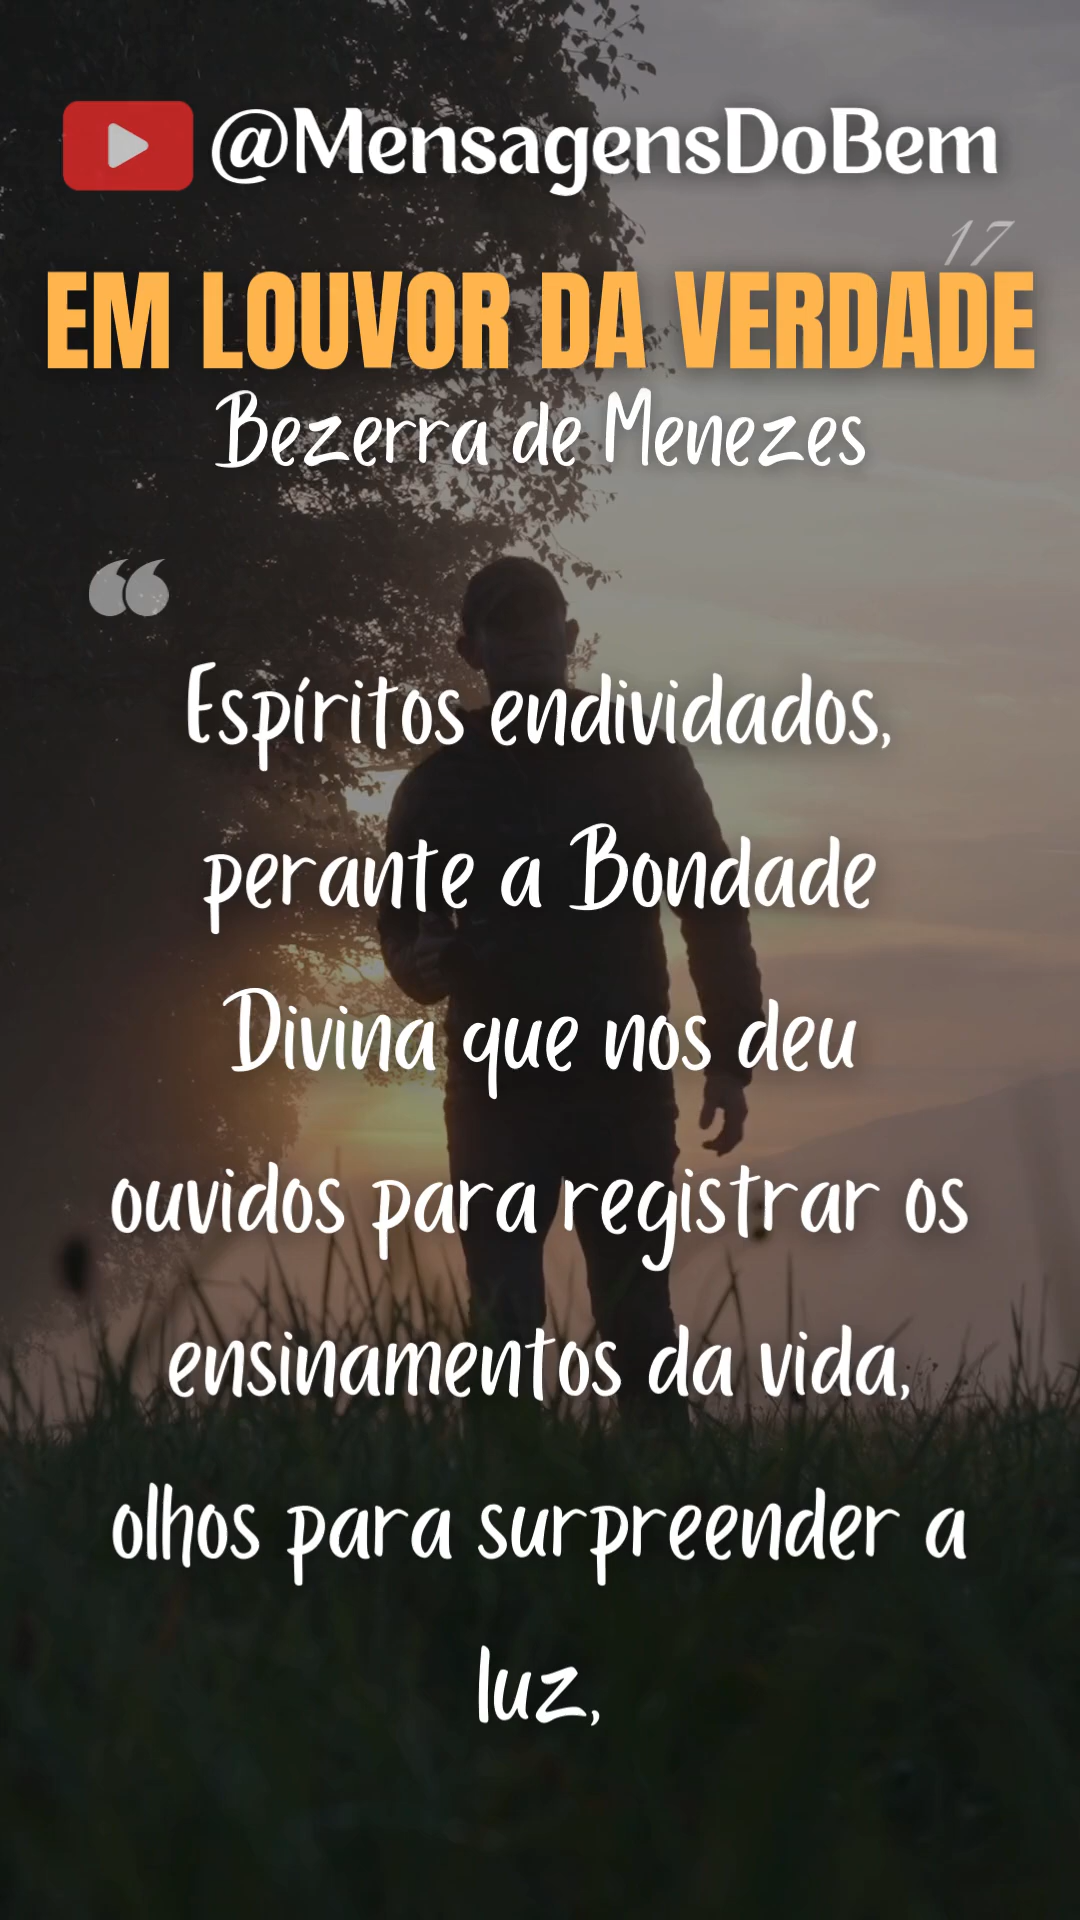 @MensagensDoBem
17
EM LOUVOR DA VERDADE
Bezerra de Menezes
“
Espíritos endividados,
perante a Bondade
Divina que nos deu
ouvidos para registrar os
ensinamentos da vida,
olhos para surpreender a
luz,